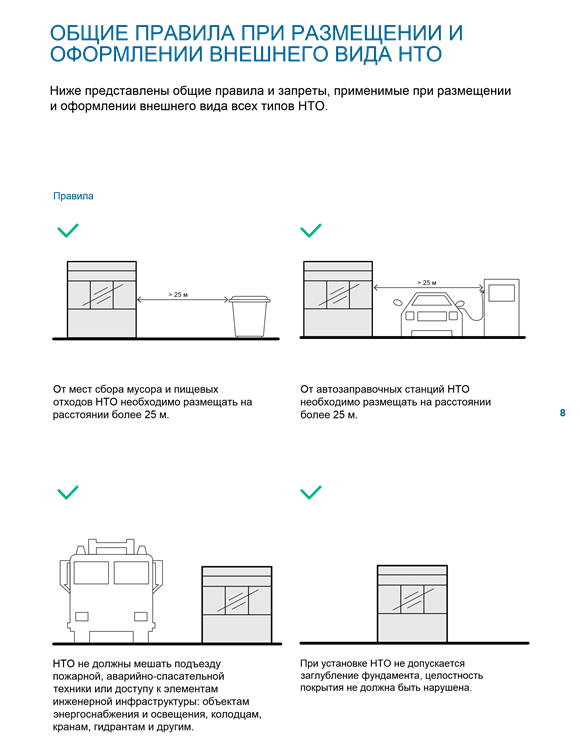 ОБЩИЕ ПРАВИЛА ПРИ РАЗМЕЩЕНИИ И
ОФОРМЛЕНИИ ВНЕШНЕГО ВИДА НТО
Ниже представлены общие правила и запреты, применимые при размещении
и оформлении внешнего вида всех типов НТО.
Правила
> 25 м
> 25 м
От мест сбора мусора и пищевых
отходов НТО необходимо размещать на
расстоянии более 25 м.
От автозаправочных станций НТО
необходимо размещать на расстоянии
более 25 м.
8
НТО не должны мешать подъезду
пожарной, аварийно-спасательной
техники или доступу к элементам
инженерной инфраструктуры: объектам
энергоснабжения и освещения, колодцам,
кранам, гидрантам и другим.
При установке НТО не допускается
заглубление фундамента, целостность
покрытия не должна быть нарушена.